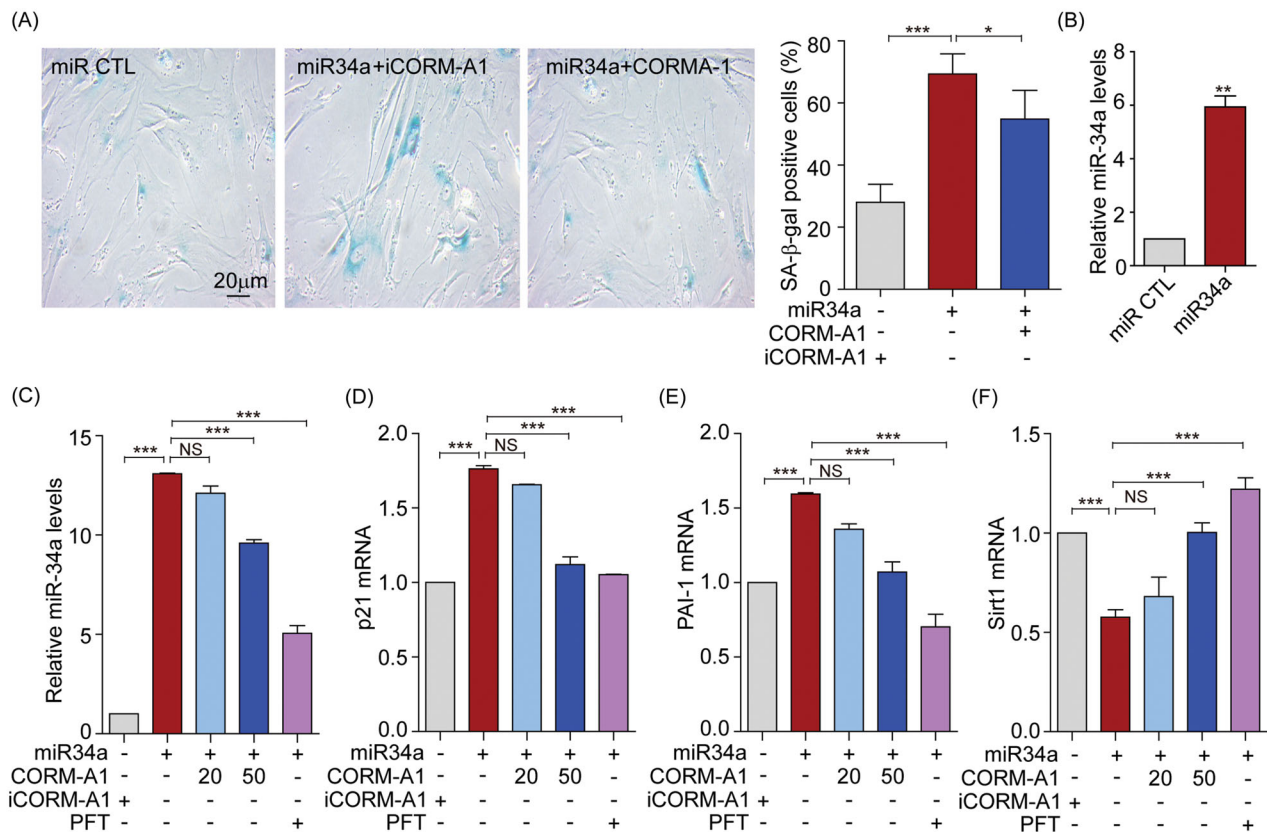 (A)
miR CTL
miR34a+iCORM-A1
miR34a+CORMA-1
20μm
SA-β-gal positive cells (%)
80
60
40
20
0
***
*
miR34a - + +
CORM-A1 - - +
iCORM-A1 + - -
(B)
Relative miR-34a levels
8
6
4
2
0
**
miR CTL
miR34a
(C)
Relative miR-34a levels
15
10
5
0
***
***
*** NS
miR34a - + + + +
CORM-A1 - - 20 50 -
iCORM-A1 + - - - -
PFT - - - - +
(D)
p21 mRNA
2.0
1.5
1.0
0.5
0.0
***
***
*** NS
miR34a - + + + +
CORM-A1 - - 20 50 -
iCORM-A1 + - - - -
PFT - - - - +
(E)
PAI-1 mRNA
2.0
1.5
1.0
0.5
0.0
***
***
*** NS
miR34a - + + + +
CORM-A1 - - 20 50 -
iCORM-A1 + - - - -
PFT - - - - +
(F)
Sirt1 mRNA
1.5
1.0
0.5
0.0
***
***
*** NS
miR34a - + + + +
CORM-A1 - - 20 50 -
iCORM-A1 + - - - -
PFT - - - - +